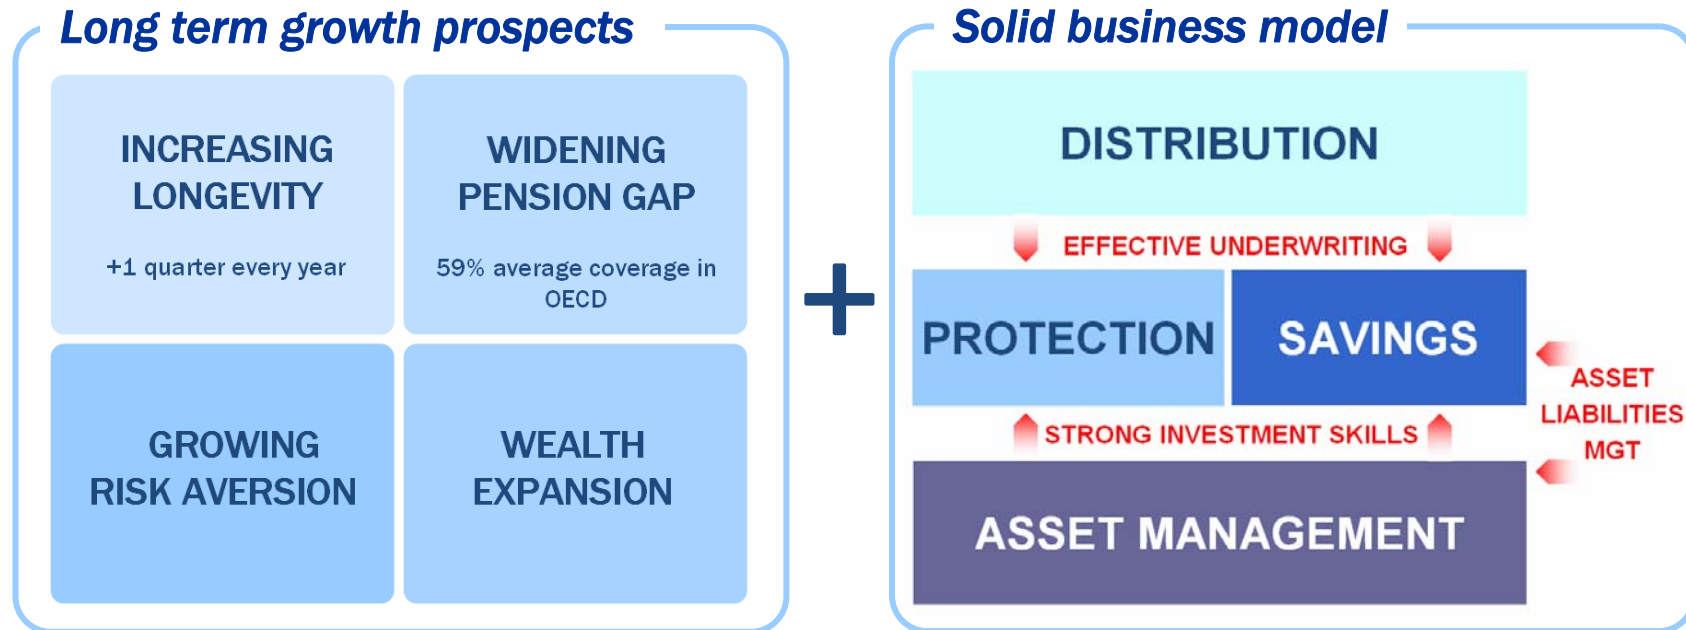 Long term growth prospects
INCREASING
LONGEVITY
+1 quarter every year
WIDENING
PENSION GAP
59% average coverage in
OECD
GROWING
RISK AVERSION
WEALTH
EXPANSION
+
Solid business model
DISTRIBUTION
EFFECTIVE UNDERWRITING
PROTECTION
SAVINGS
ASSET
LIABILITIES
MGT
STRONG INVESTMENT SKILLS
ASSET MANAGEMENT